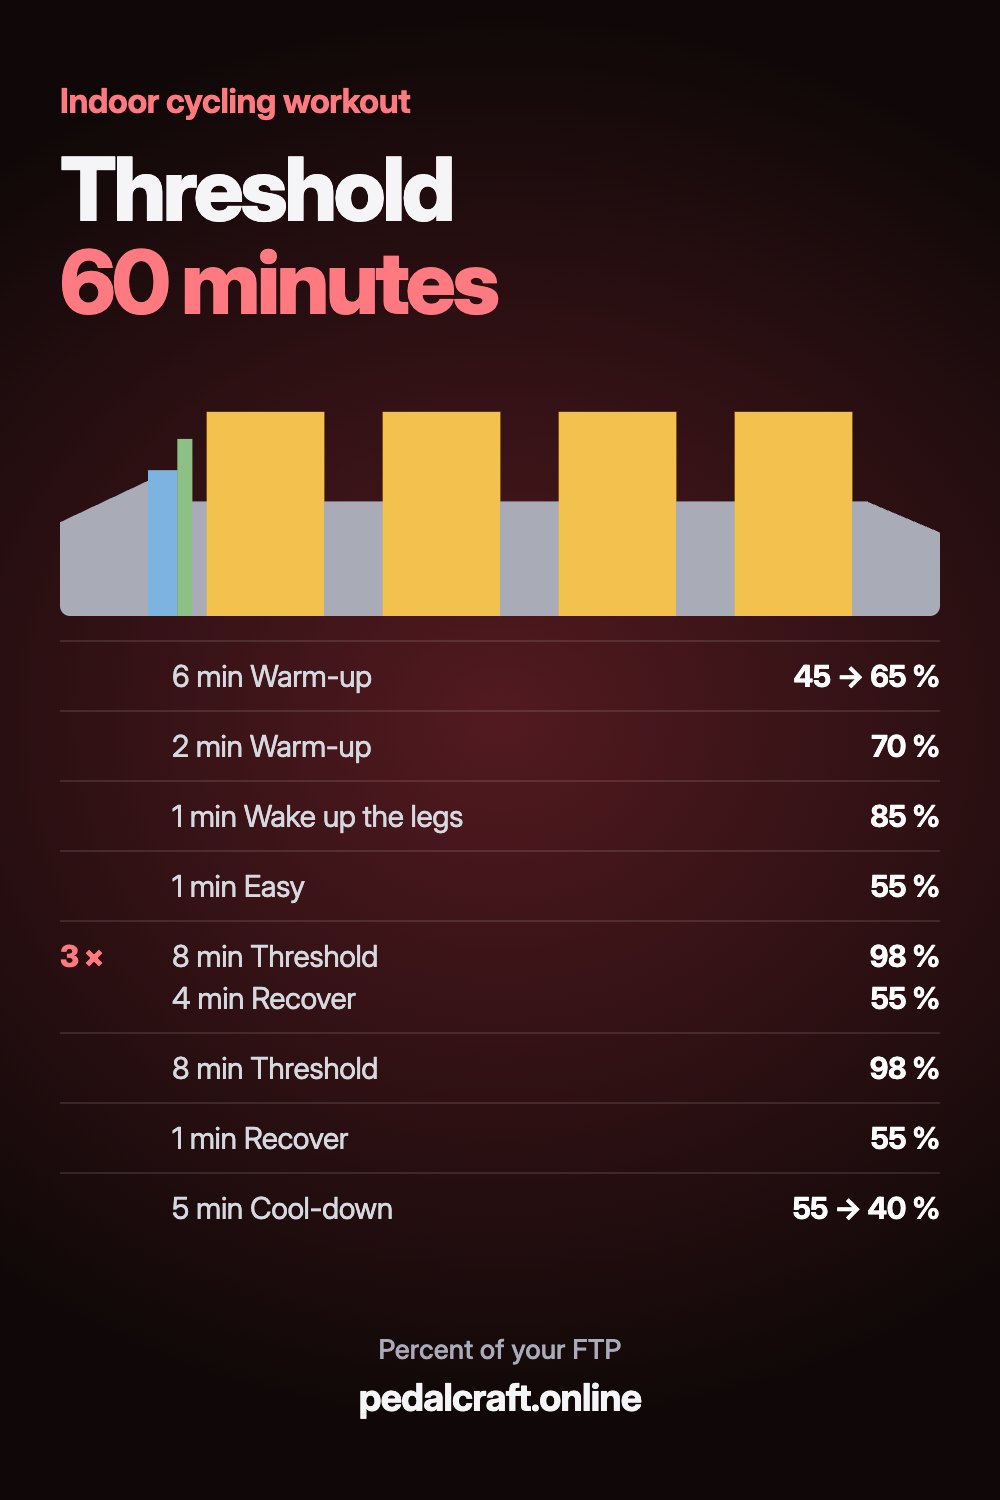 Indoor cycling workout
Threshold
60 minutes
6 min Warm-up 45 → 65 %
2 min Warm-up 70 %
1 min Wake up the legs 85 %
1 min Easy 55 %
3 × 8 min Threshold 98 %
4 min Recover 55 %
8 min Threshold 98 %
1 min Recover 55 %
5 min Cool-down 55 → 40 %
Percent of your FTP
pedalcraft.online